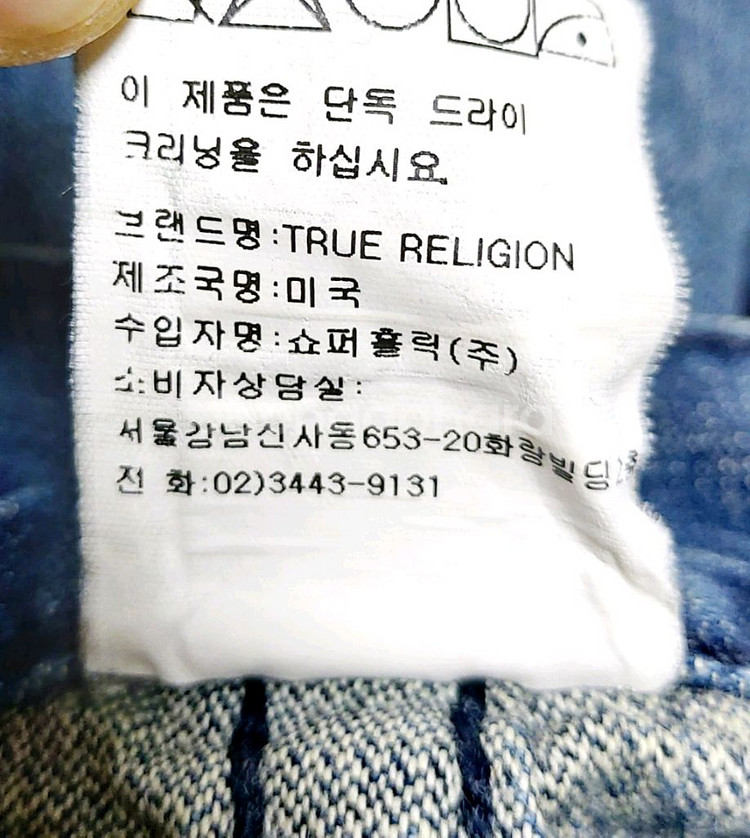 이 제품은 단독 드라이
크리닝을 하십시요.
브랜드명:TRUE RELIGION
제조국명:미국
수입자명:쇼퍼홀릭(주)
소비자상담실:
서울강남신사동653-20화랑빌딩
전 화:02)3443-9131